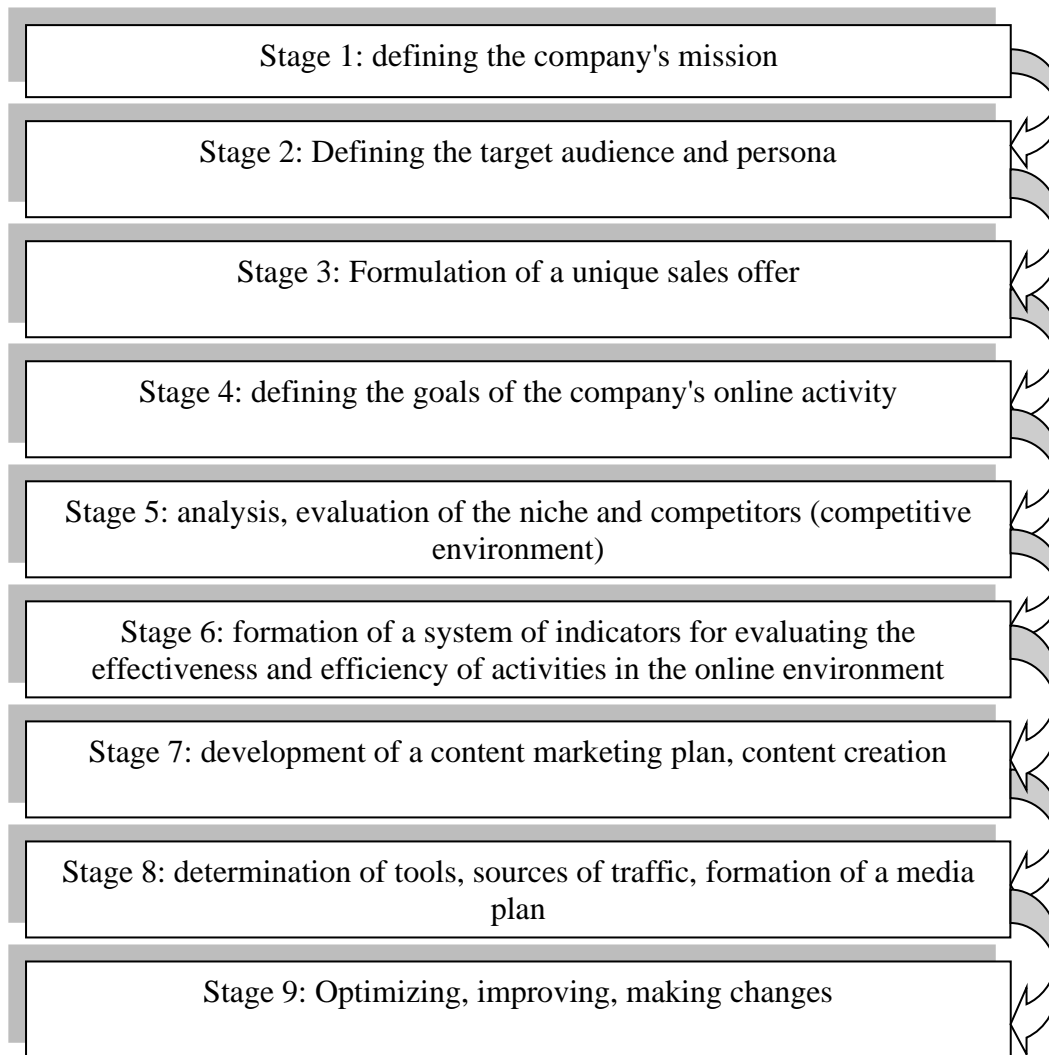 Stage 1: defining the company's mission
Stage 2: Defining the target audience and persona
Stage 3: Formulation of a unique sales offer
Stage 4: defining the goals of the company's online activity
Stage 5: analysis, evaluation of the niche and competitors (competitive
environment)
Stage 6: formation of a system of indicators for evaluating the
effectiveness and efficiency of activities in the online environment
Stage 7: development of a content marketing plan, content creation
Stage 8: determination of tools, sources of traffic, formation of a media
plan
Stage 9: Optimizing, improving, making changes